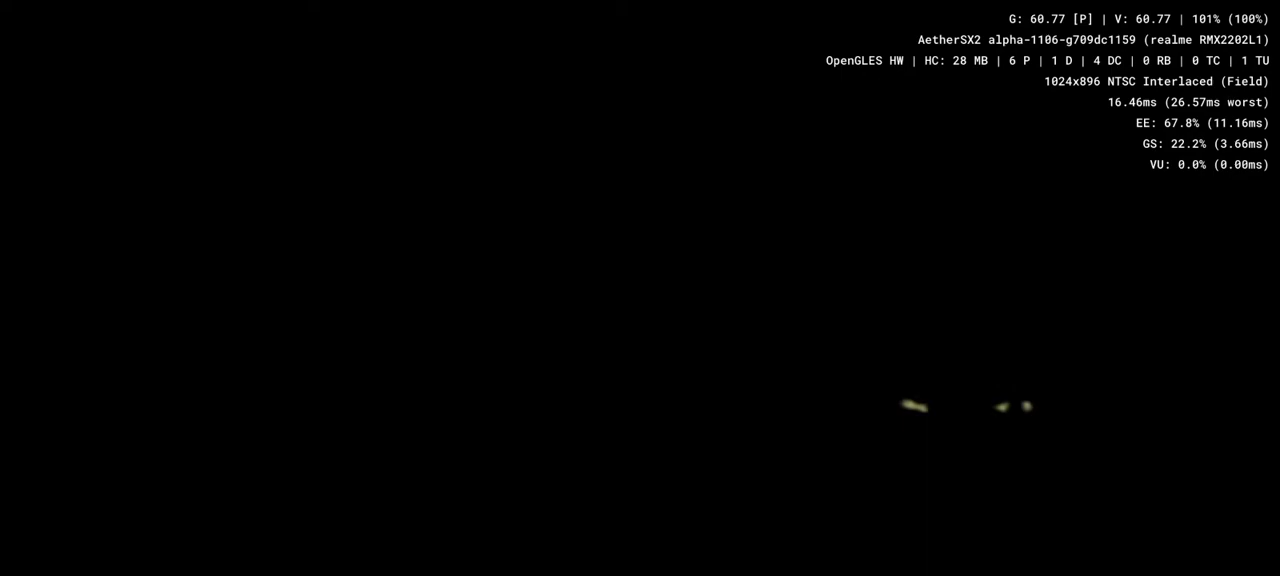 G: 60.77 [P] | V: 60.77 | 101% (100%)
AetherSX2 alpha-1106-g709dc1159 (realme RMX2202L1)
OpenGLES HW | HC: 28 MB | 6 P | 1 D | 4 DC | 0 RB | 0 TC | 1 TU
1024x896 NTSC Interlaced (Field)
16.46ms (26.57ms worst)
EE: 67.8% (11.16ms)
GS: 22.2% (3.66ms)
VU: 0.0% (0.00ms)